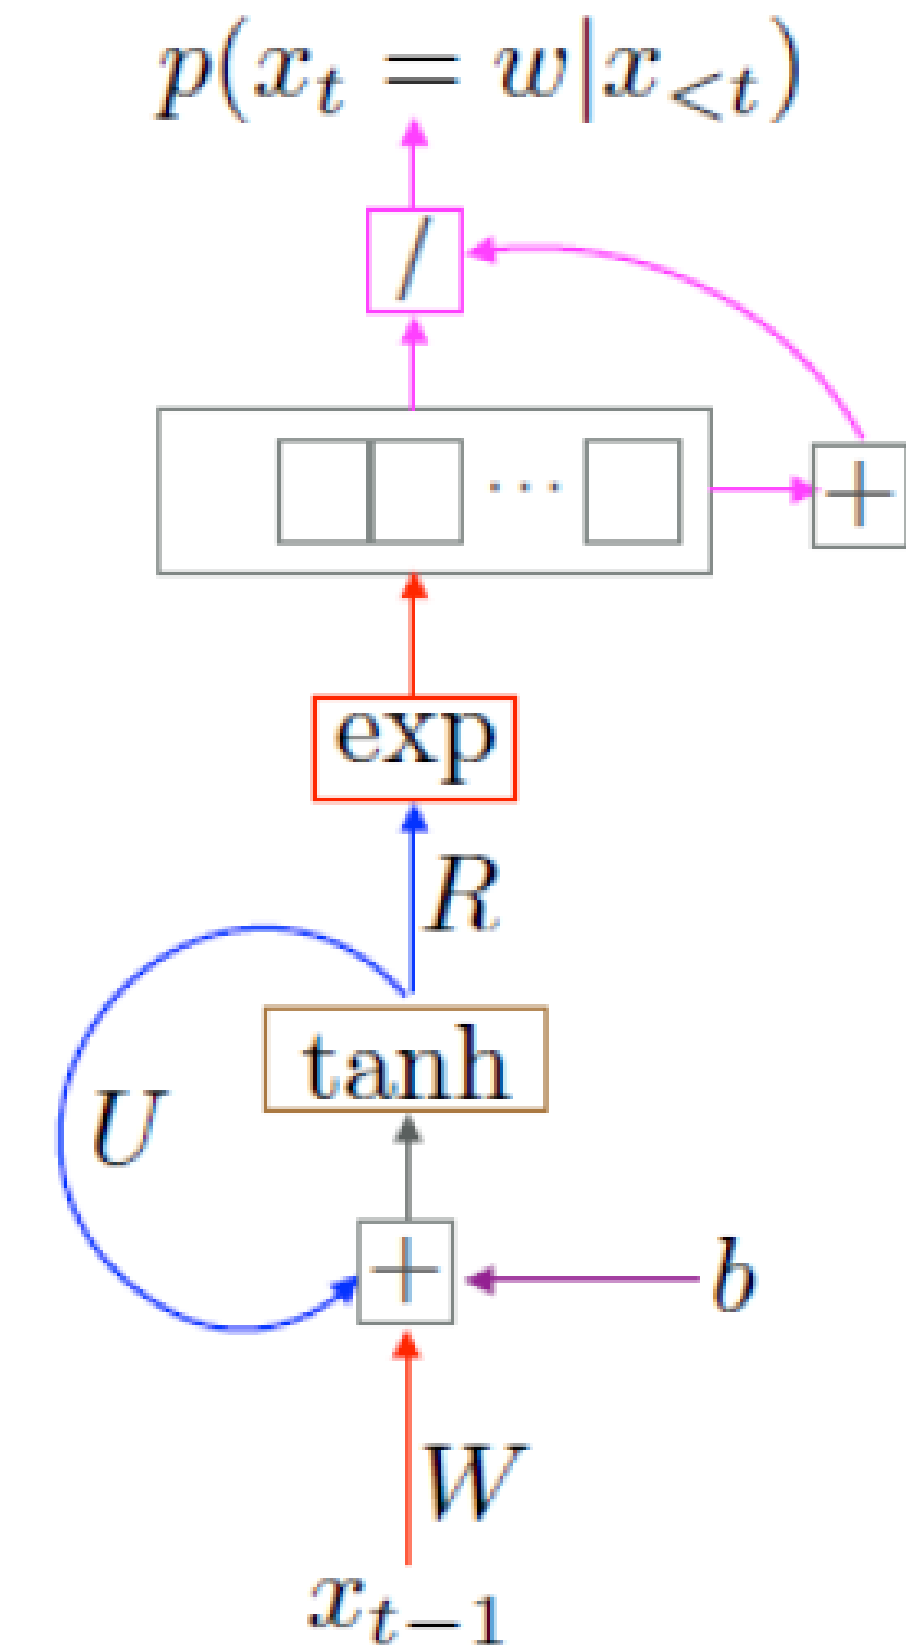 p(x_t = w|x_{<t})
/
... +
exp
R
tanh
U
+ b
W
x_{t-1}